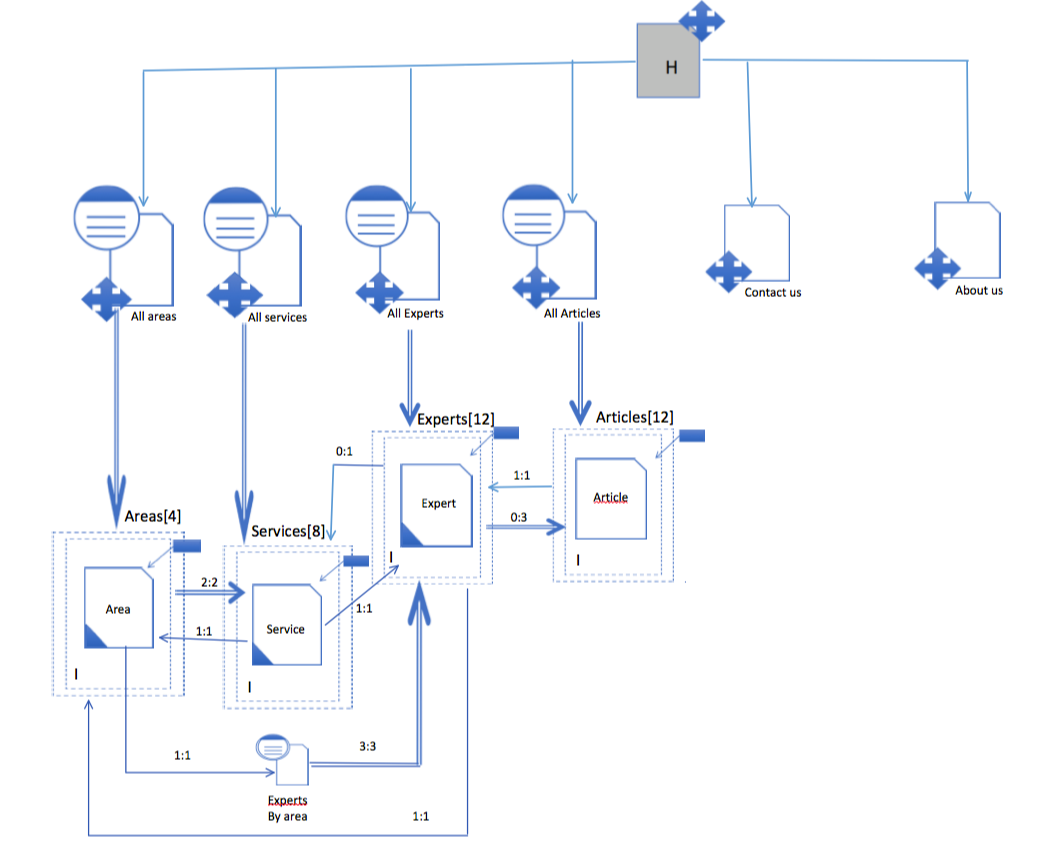 H
All areas
All services
All Experts
All Articles
Contact us
About us
Experts[12]
Articles[12]
0:1
1:1
Expert
Article
0:3
Areas[4]
Services[8]
I
I
2:2
Area
1:1
1:1
Service
I
I
1:1
3:3
Experts
By area
1:1